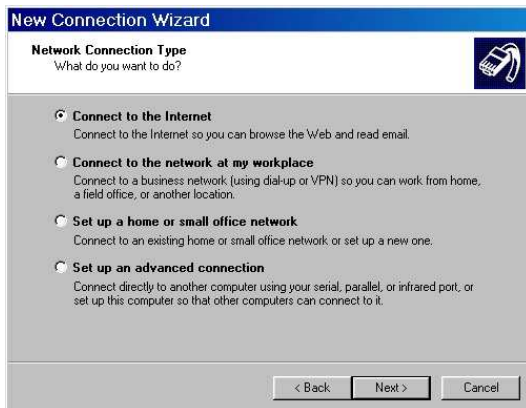 New Connection Wizard
Network Connection Type
What do you want to do?
Connect to the Internet
Connect to the Internet so you can browse the Web and read email.
Connect to the network at my workplace
Connect to a business network (using dial-up or VPN) so you can work from home,
a field office, or another location.
Set up a home or small office network
Connect to an existing home or small office network or set up a new one.
Set up an advanced connection
Connect directly to another computer using your serial, parallel, or infrared port, or
set up this computer so that other computers can connect to it.
< Back Next > Cancel